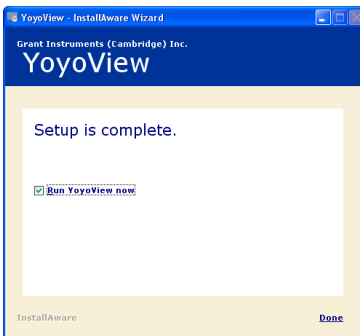 YoyoView - InstallAware Wizard
Grant Instruments (Cambridge) Inc.
YoyoView
Setup is complete.
Run YoyoView now
InstallAware
Done